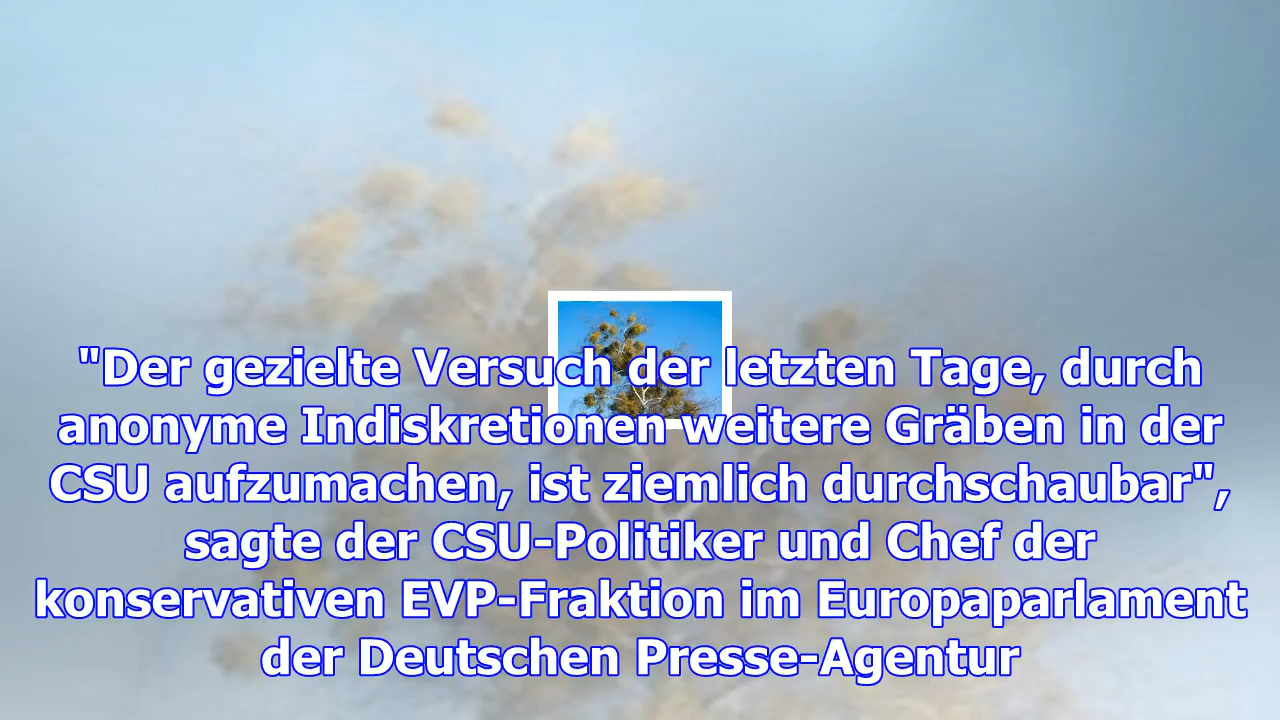 "Der gezielte Versuch der letzten Tage, durch
anonyme Indiskretionen weitere Gräben in der
CSU aufzumachen, ist ziemlich durchschaubar",
sagte der CSU-Politiker und Chef der
konservativen EVP-Fraktion im Europaparlament
der Deutschen Presse-Agentur